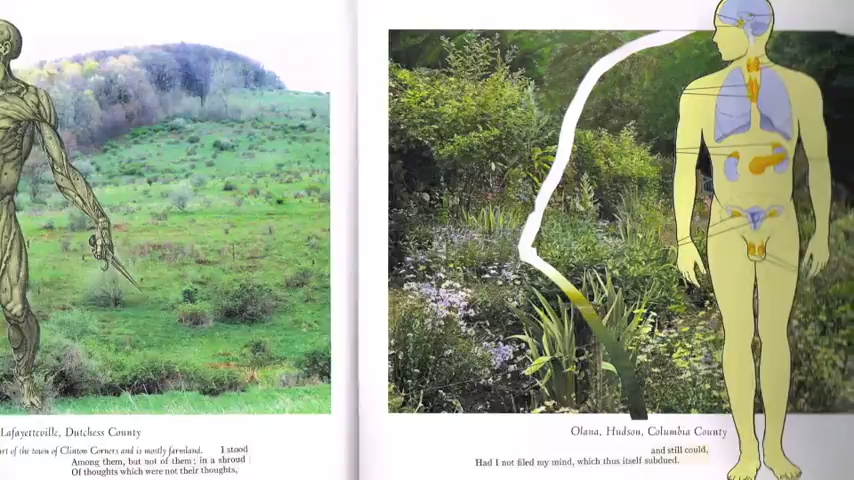 Lafayetteville, Dutchess County
art of the town of Clinton Corners and is mostly farmland. I stood
Among them, but not of them; in a shroud
Of thoughts which were not their thoughts,
Olana, Hudson, Columbia County
and still could,
Had I not filed my mind, which thus itself subdued.